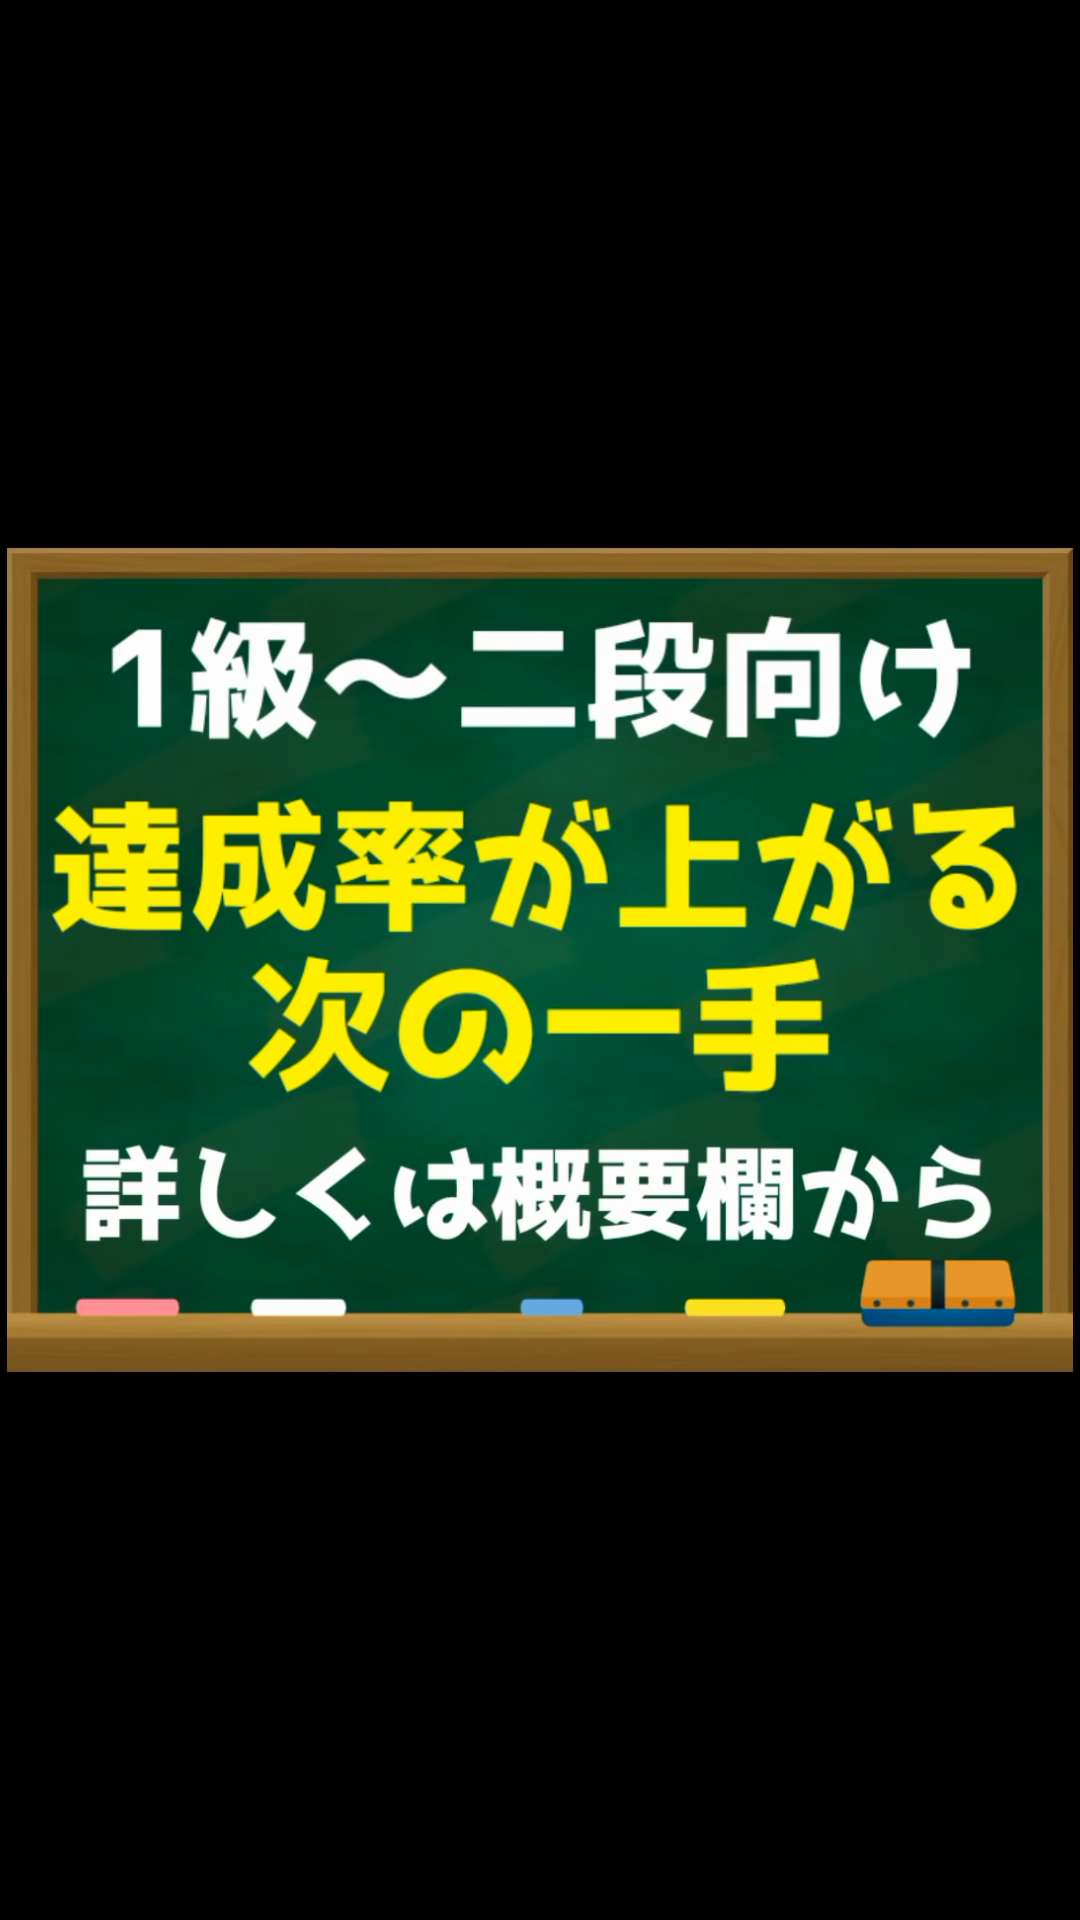 1級〜二段向け
達成率が上がる
次の一手
詳しくは概要欄から